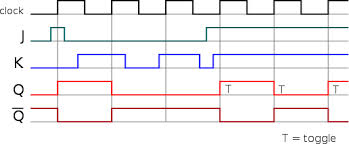 clock
J
K
Q T T T
Q̅
T = toggle